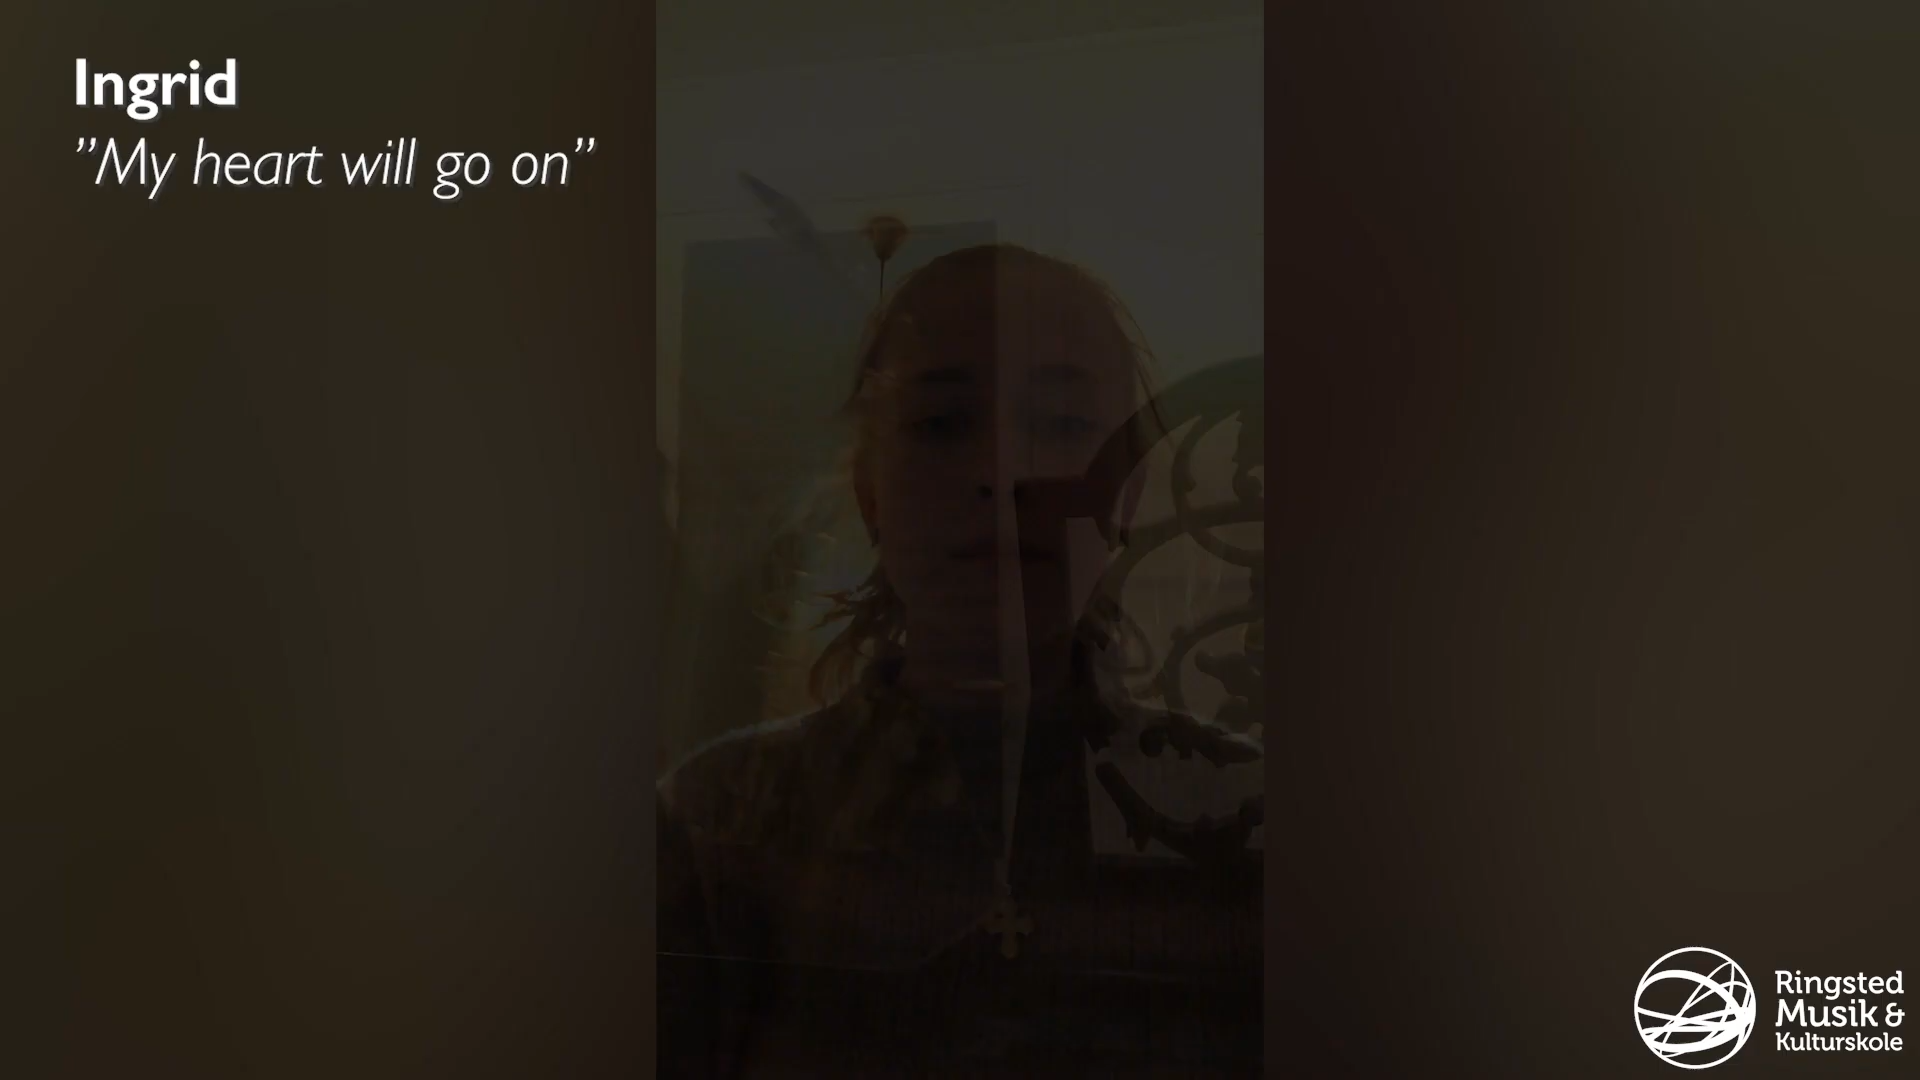 Ingrid
”My heart will go on”
Ringsted
Musik &
Kulturskole